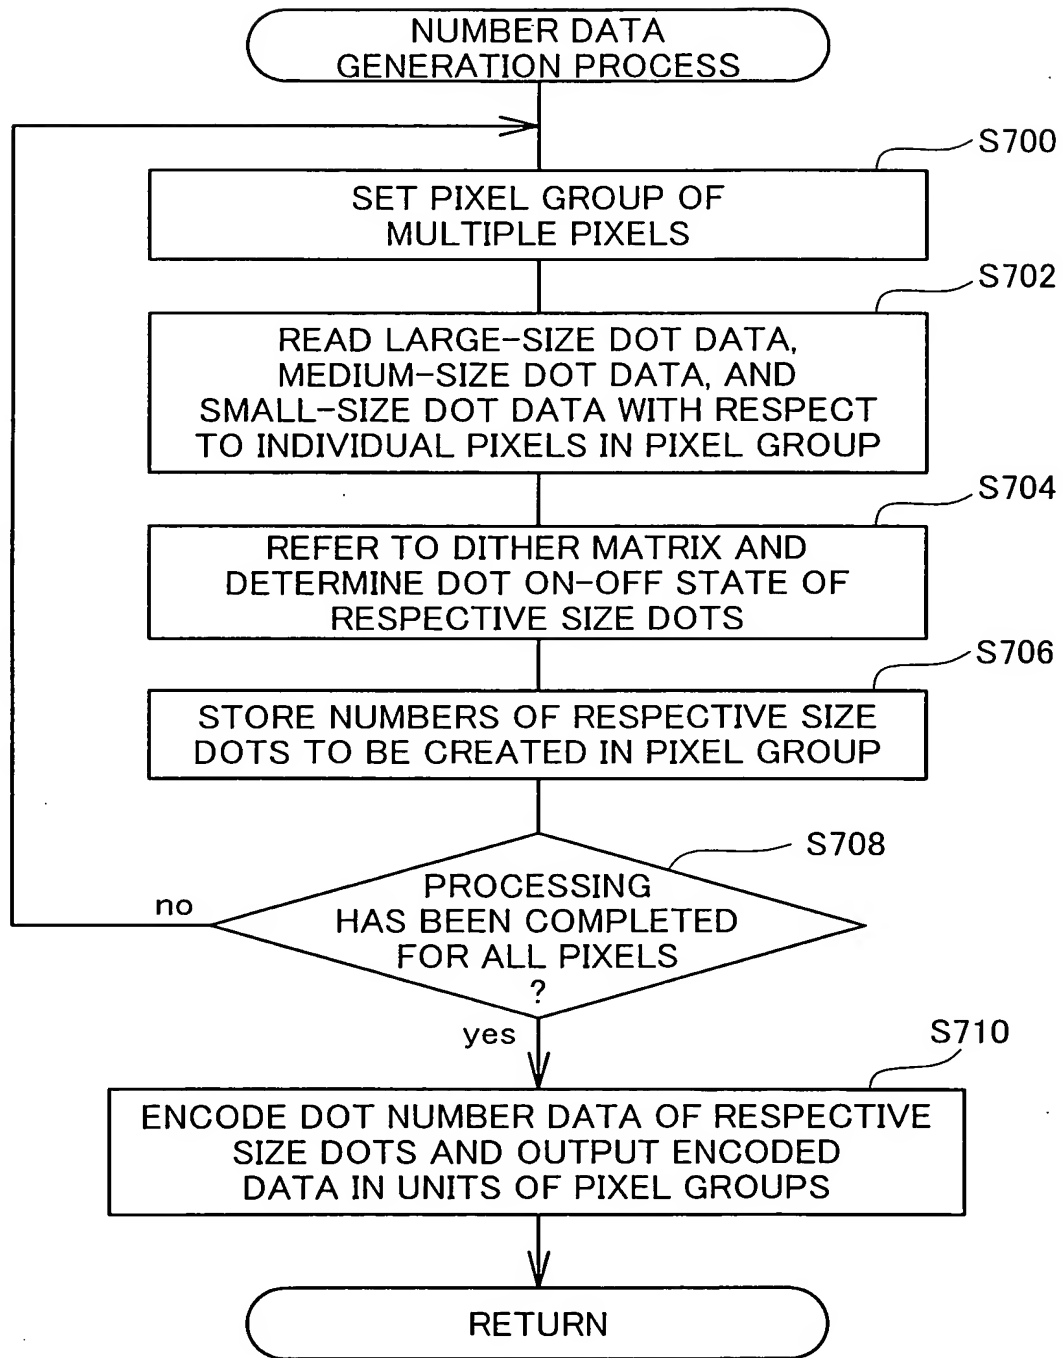 NUMBER DATA
GENERATION PROCESS
S700
SET PIXEL GROUP OF
MULTIPLE PIXELS
S702
READ LARGE-SIZE DOT DATA,
MEDIUM-SIZE DOT DATA, AND
SMALL-SIZE DOT DATA WITH RESPECT
TO INDIVIDUAL PIXELS IN PIXEL GROUP
S704
REFER TO DITHER MATRIX AND
DETERMINE DOT ON-OFF STATE OF
RESPECTIVE SIZE DOTS
S706
STORE NUMBERS OF RESPECTIVE SIZE
DOTS TO BE CREATED IN PIXEL GROUP
S708
PROCESSING
HAS BEEN COMPLETED
FOR ALL PIXELS
?
no
yes
S710
ENCODE DOT NUMBER DATA OF RESPECTIVE
SIZE DOTS AND OUTPUT ENCODED
DATA IN UNITS OF PIXEL GROUPS
RETURN